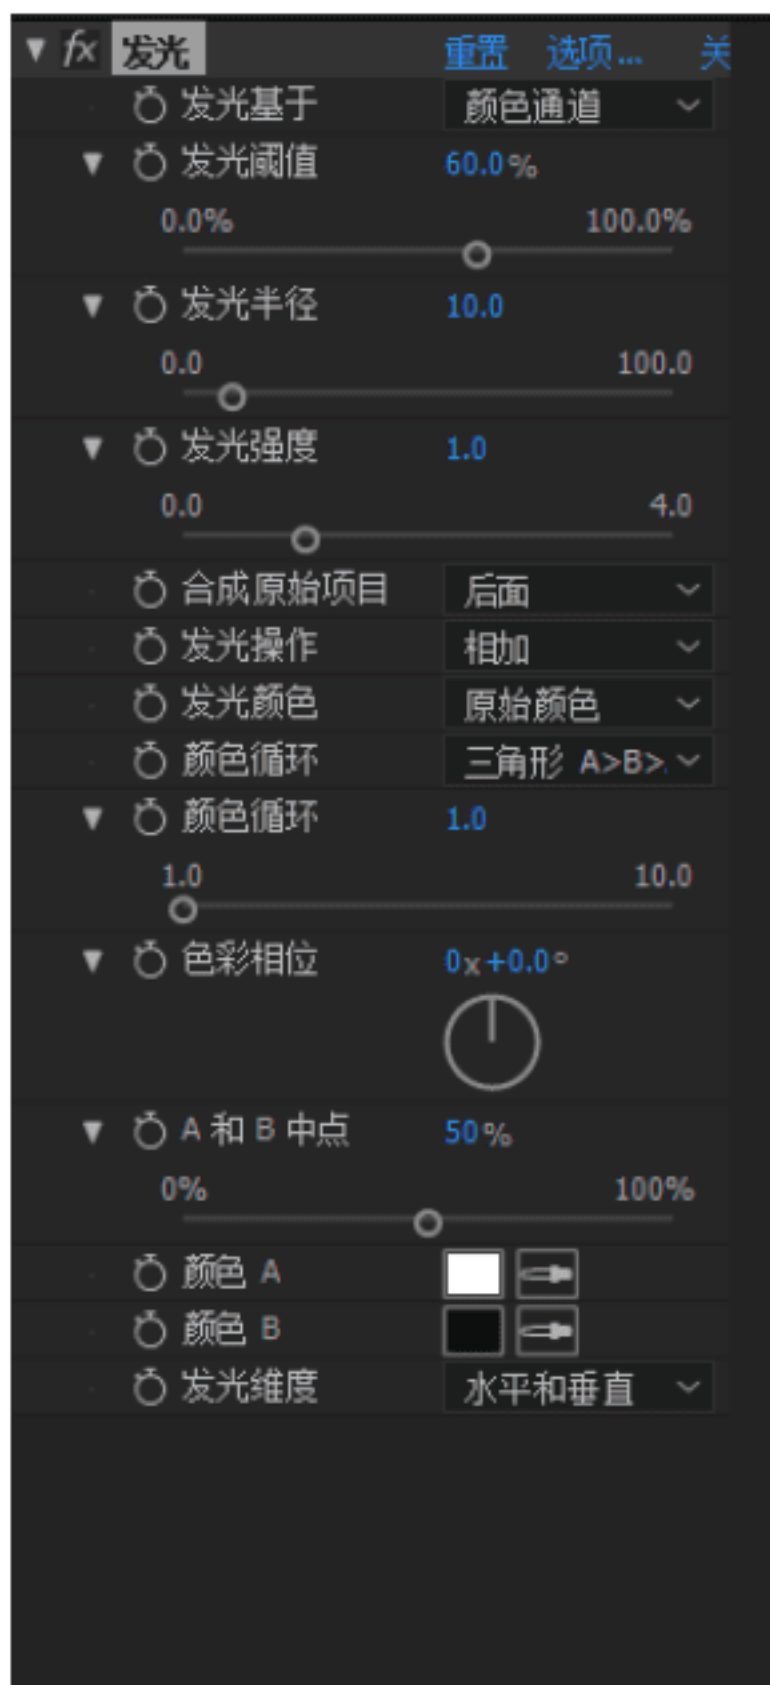 fx 发光 重置 选项... 关
发光基于 颜色通道
发光阈值 60.0%
0.0% 100.0%
发光半径 10.0
0.0 100.0
发光强度 1.0
0.0 4.0
合成原始项目 后面
发光操作 相加
发光颜色 原始颜色
颜色循环 三角形 A>B>
颜色循环 1.0
1.0 10.0
色彩相位 0x+0.0°
A 和 B 中点 50%
0% 100%
颜色 A
颜色 B
发光维度 水平和垂直